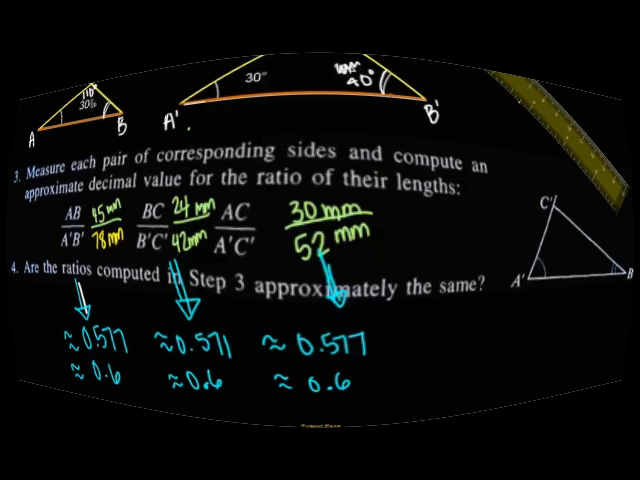 110°
30°
30°
40°
A
B
A'
B'
3. Measure each pair of corresponding sides and compute an
approximate decimal value for the ratio of their lengths:
AB 45 mm BC 24 mm AC 30 mm
A'B' 78 mm B'C' 42 mm A'C' 52 mm
C'
A'
B
4. Are the ratios computed in Step 3 approximately the same?
≈ 0.577 ≈ 0.571 ≈ 0.577
≈ 0.6 ≈ 0.6 ≈ 0.6